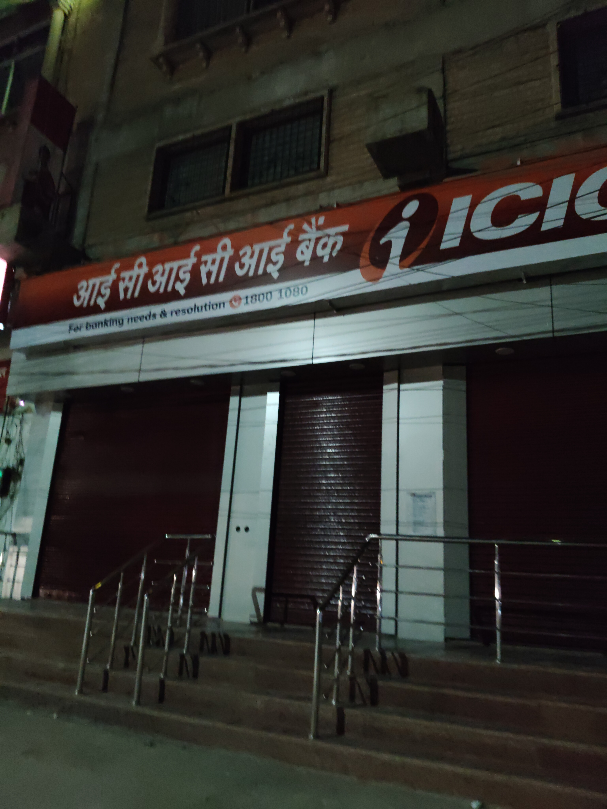 आई सी आई सी आई बैंक
ICIC
For banking needs & resolution 1800 1080